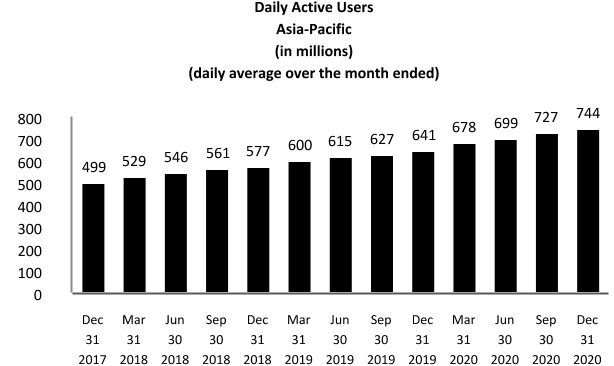 Daily Active Users
Asia-Pacific
(in millions)
(daily average over the month ended)
800
700
600
500
400
300
200
100
0
499 529 546 561 577 600 615 627 641 678 699 727 744
Dec Mar Jun Sep Dec Mar Jun Sep Dec Mar Jun Sep Dec
31 31 30 30 31 31 30 30 31 31 30 30 31
2017 2018 2018 2018 2018 2019 2019 2019 2019 2020 2020 2020 2020